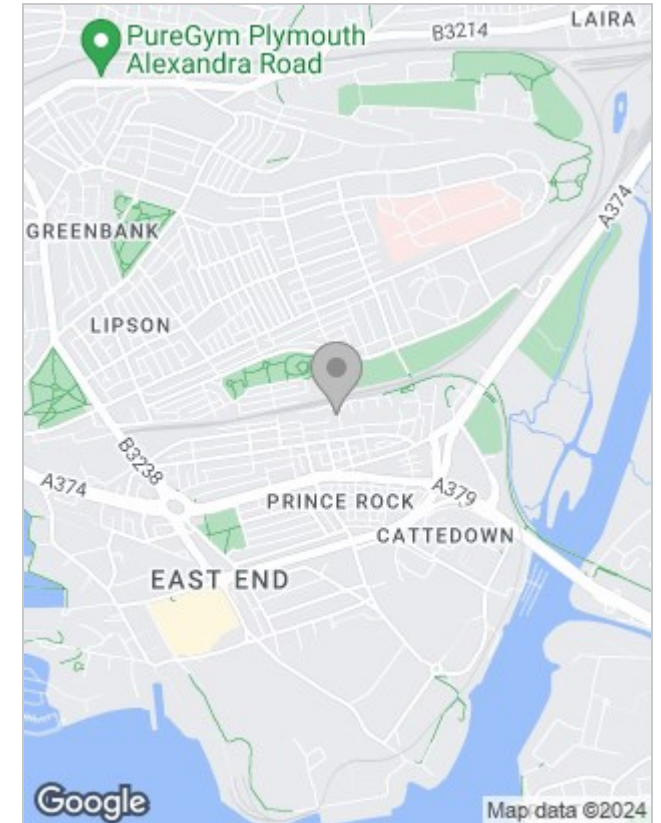 LAIRA
B3214
PureGym Plymouth
Alexandra Road
A374
GREENBANK
LIPSON
B3238
A374
A379
PRINCE ROCK
CATTEDOWN
EAST END
Google
Map data ©2024